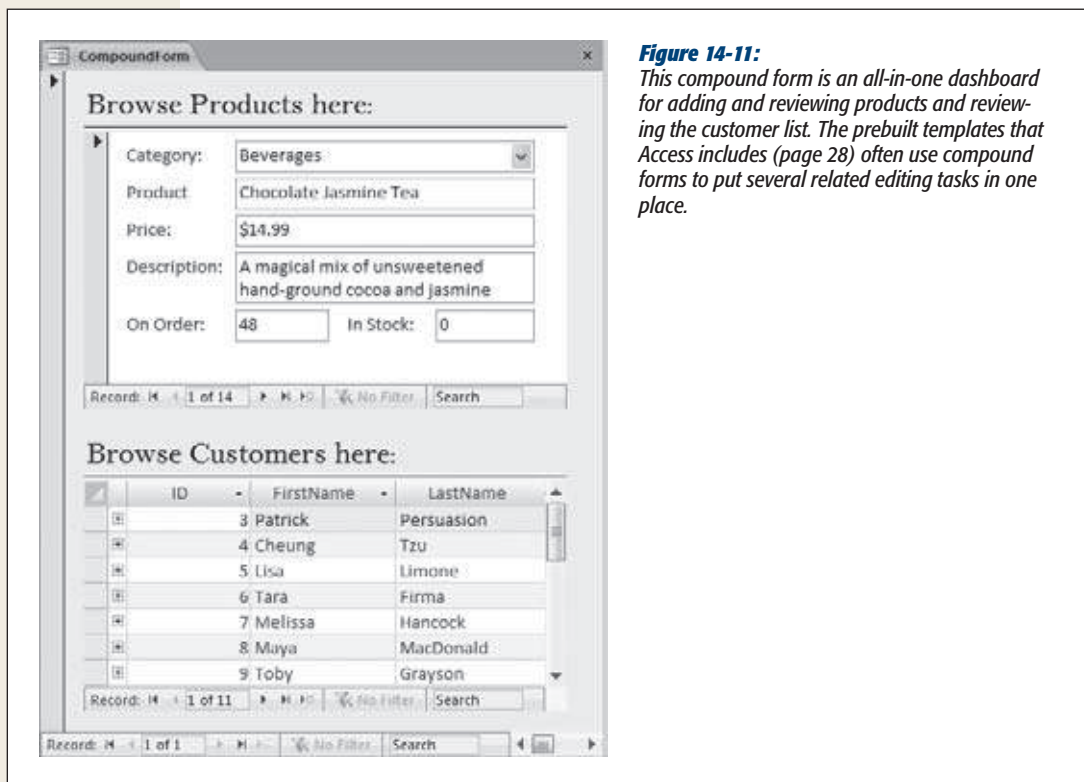 CompoundForm
Browse Products here:
Category: Beverages
Product Chocolate Jasmine Tea
Price: $14.99
Description: A magical mix of unsweetened
hand-ground cocoa and jasmine
On Order: 48 In Stock: 0
Record: 1 of 14 No Filter Search
Browse Customers here:
ID FirstName LastName
3 Patrick Persuasion
4 Cheung Tzu
5 Lisa Limone
6 Tara Firma
7 Melissa Hancock
8 Maya MacDonald
9 Toby Grayson
Record: 1 of 11 No Filter Search
Record: 1 of 1 No Filter Search
Figure 14-11:
This compound form is an all-in-one dashboard
for adding and reviewing products and review-
ing the customer list. The prebuilt templates that
Access includes (page 28) often use compound
forms to put several related editing tasks in one
place.